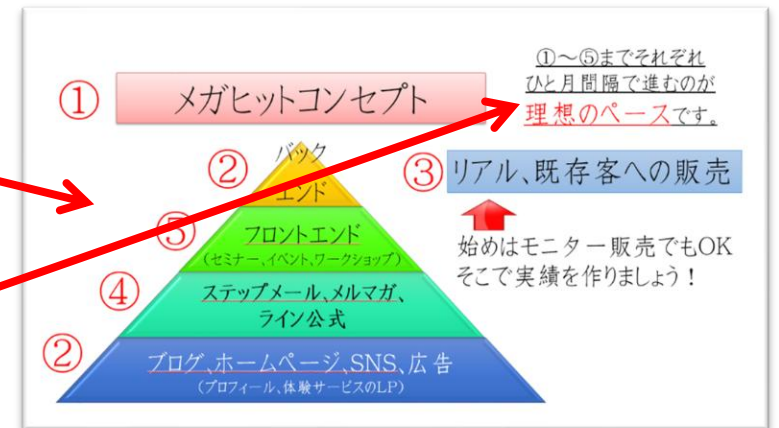 ①～⑤までそれぞれ
ひと月間隔で進むのが
理想のペースです。
① メガヒットコンセプト
② バック
エンド
③ リアル、既存客への販売
⑤ フロントエンド
(セミナー、イベント、ワークショップ)
始めはモニター販売でもOK
そこで実績を作りましょう！
④ ステップメール、メルマガ、
ライン公式
② ブログ、ホームページ、SNS、広告
(プロフィール、体験サービスのLP)